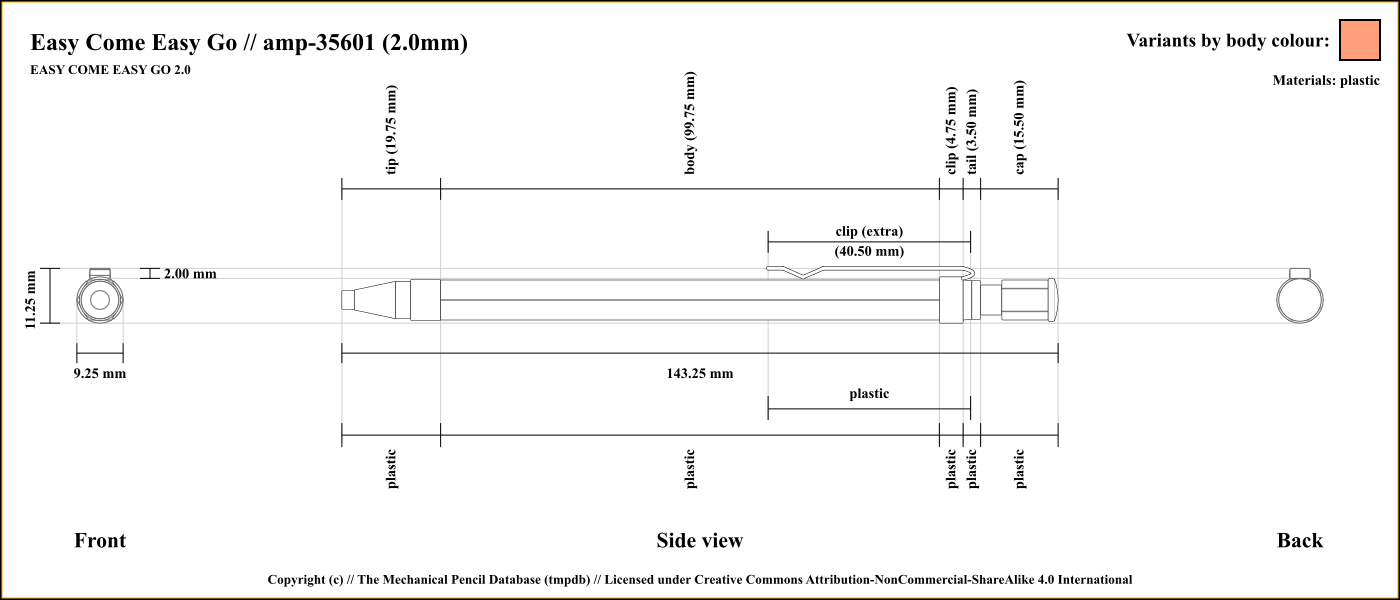 Easy Come Easy Go // amp-35601 (2.0mm)
EASY COME EASY GO 2.0
Variants by body colour:
Materials: plastic
tip (19.75 mm)
body (99.75 mm)
clip (4.75 mm)
tail (3.50 mm)
cap (15.50 mm)
clip (extra)
(40.50 mm)
11.25 mm
2.00 mm
9.25 mm
143.25 mm
plastic
plastic
plastic
plastic
plastic
plastic
Front
Side view
Back
Copyright (c) // The Mechanical Pencil Database (tmpdb) // Licensed under Creative Commons Attribution-NonCommercial-ShareAlike 4.0 International